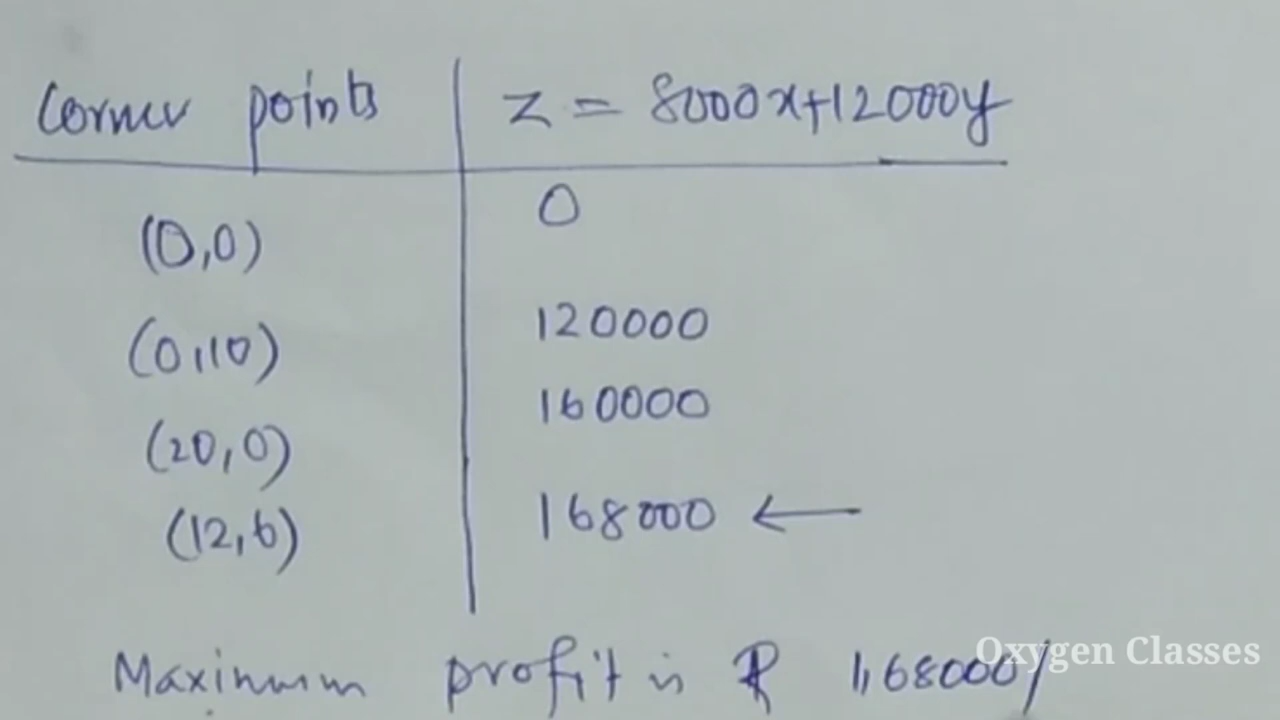 Corner points z = 8000x+12000y
(0,0) 0
(0,10) 120000
(20,0) 160000
(12,6) 168000 ←
Maximum profit is ₹ 1,68000/
Oxygen Classes